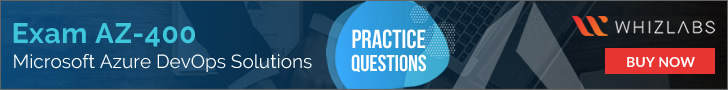 Exam AZ-400
Microsoft Azure DevOps Solutions
PRACTICE
QUESTIONS
WHIZLABS
BUY NOW